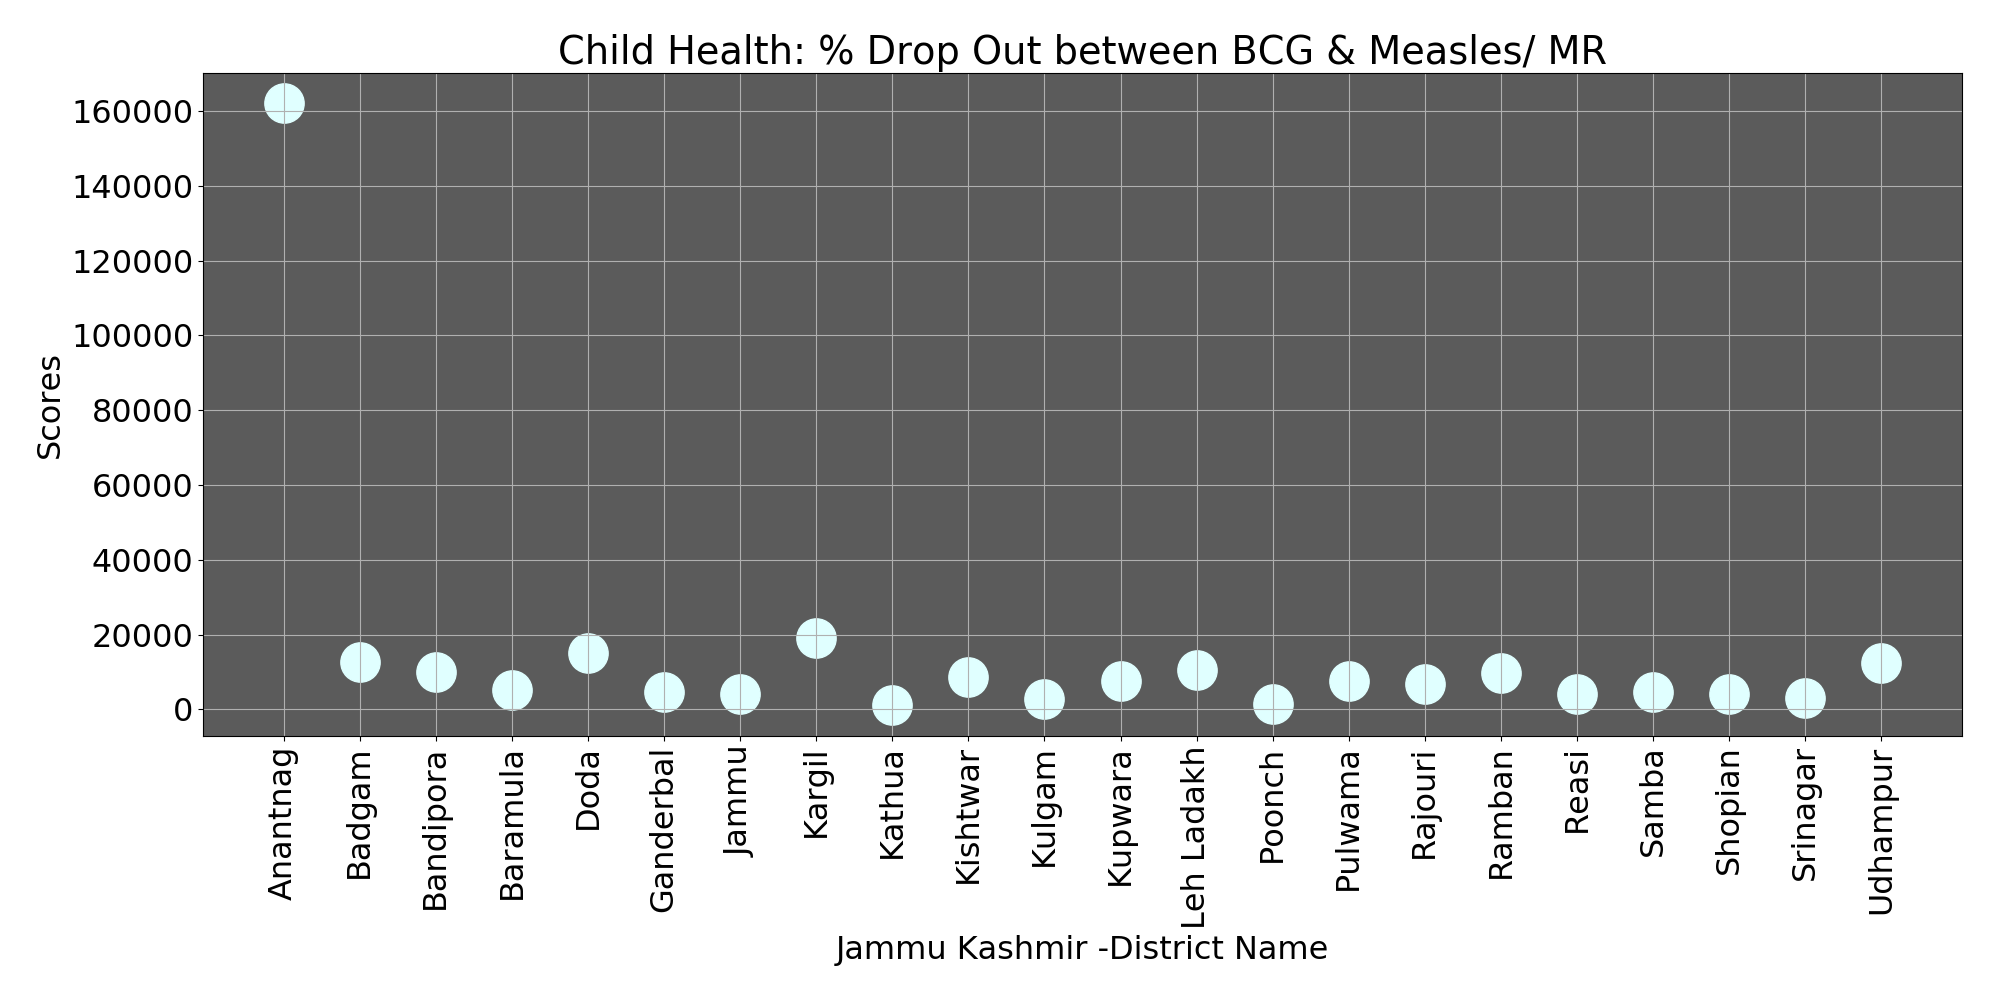 Child Health: % Drop Out between BCG & Measles/ MR
160000
140000
120000
100000
80000
60000
40000
20000
0
Scores
Anantnag
Badgam
Bandipora
Baramula
Doda
Ganderbal
Jammu
Kargil
Kathua
Kishtwar
Kulgam
Kupwara
Leh Ladakh
Poonch
Pulwama
Rajouri
Ramban
Reasi
Samba
Shopian
Srinagar
Udhampur
Jammu Kashmir -District Name